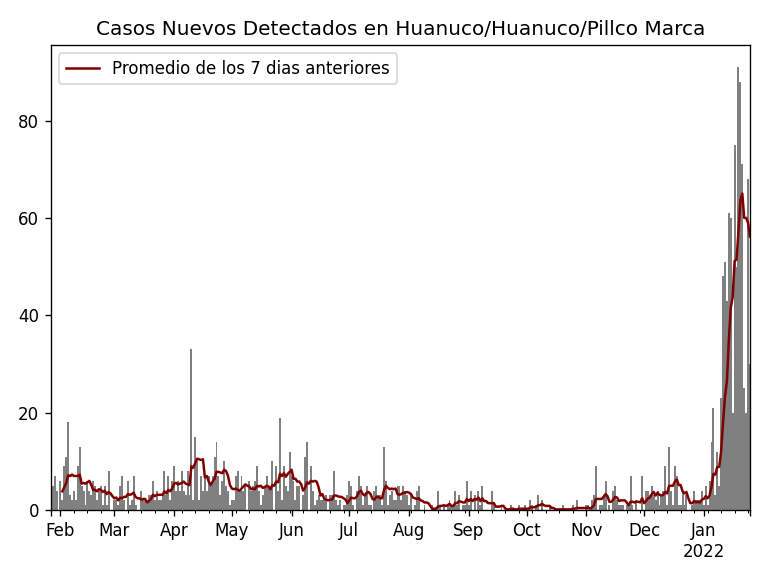 Casos Nuevos Detectados en Huanuco/Huanuco/Pillco Marca
Promedio de los 7 dias anteriores
80
60
40
20
0
Feb Mar Apr May Jun Jul Aug Sep Oct Nov Dec Jan
2022